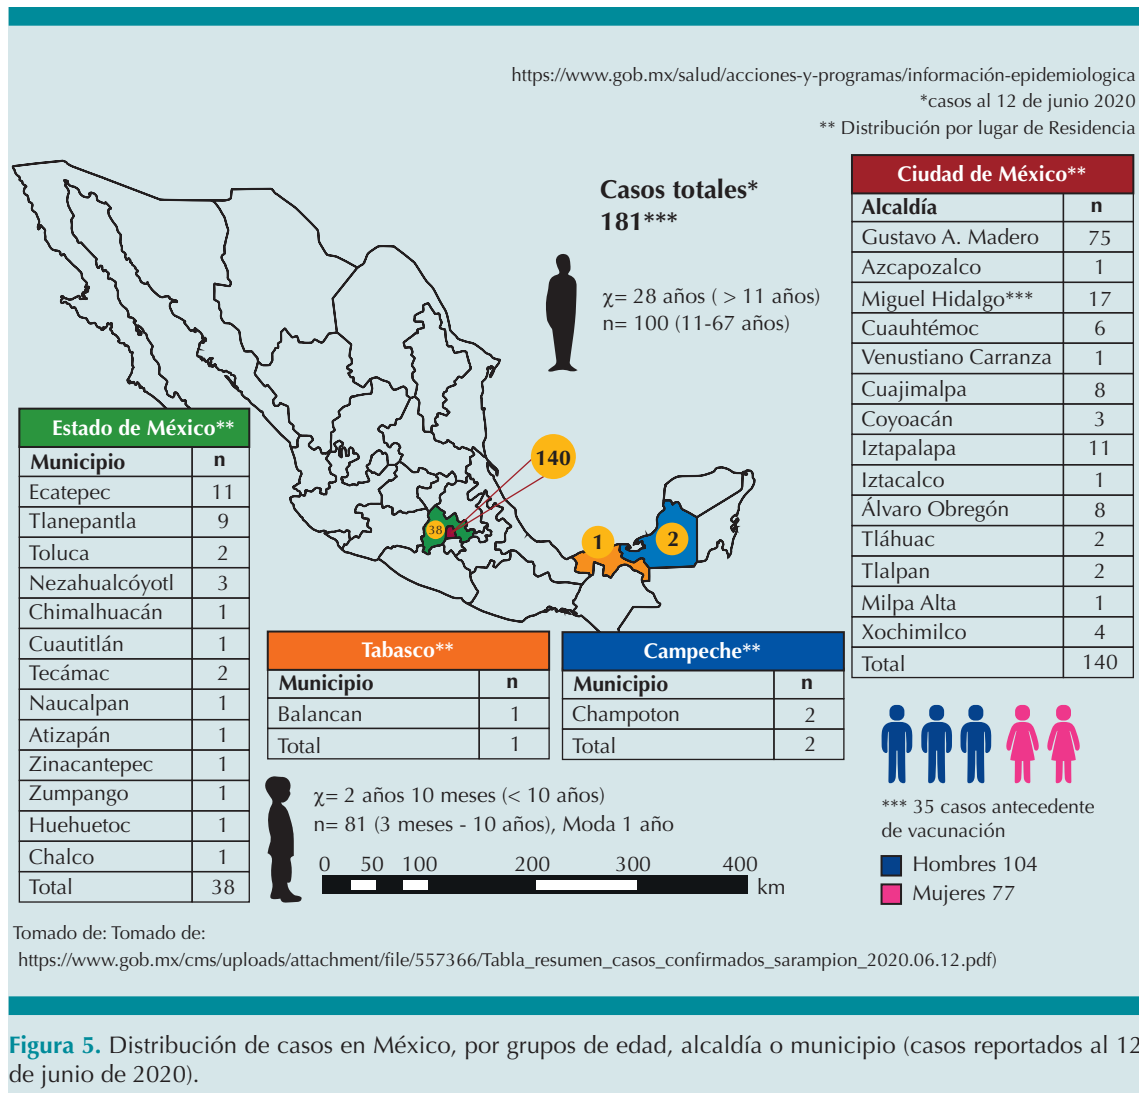 https://www.gob.mx/salud/acciones-y-programas/información-epidemiologica
*casos al 12 de junio 2020
** Distribución por lugar de Residencia
Casos totales*
181***
χ= 28 años ( > 11 años)
n= 100 (11-67 años)
Ciudad de México**
Alcaldía n
Gustavo A. Madero 75
Azcapozalco 1
Miguel Hidalgo*** 17
Cuauhtémoc 6
Venustiano Carranza 1
Cuajimalpa 8
Coyoacán 3
Iztapalapa 11
Iztacalco 1
Álvaro Obregón 8
Tláhuac 2
Tlalpan 2
Milpa Alta 1
Xochimilco 4
Total 140
Estado de México**
Municipio n
Ecatepec 11
Tlanepantla 9
Toluca 2
Nezahualcóyotl 3
Chimalhuacán 1
Cuautitlán 1
Tecámac 2
Naucalpan 1
Atizapán 1
Zinacantepec 1
Zumpango 1
Huehuetoc 1
Chalco 1
Total 38
140
38
1
2
Tabasco**
Municipio n
Balancan 1
Total 1
Campeche**
Municipio n
Champoton 2
Total 2
χ= 2 años 10 meses (< 10 años)
n= 81 (3 meses - 10 años), Moda 1 año
0 50 100 200 300 400
km
*** 35 casos antecedente
de vacunación
Hombres 104
Mujeres 77
Tomado de: Tomado de:
https://www.gob.mx/cms/uploads/attachment/file/557366/Tabla_resumen_casos_confirmados_sarampion_2020.06.12.pdf)
Figura 5. Distribución de casos en México, por grupos de edad, alcaldía o municipio (casos reportados al 12
de junio de 2020).